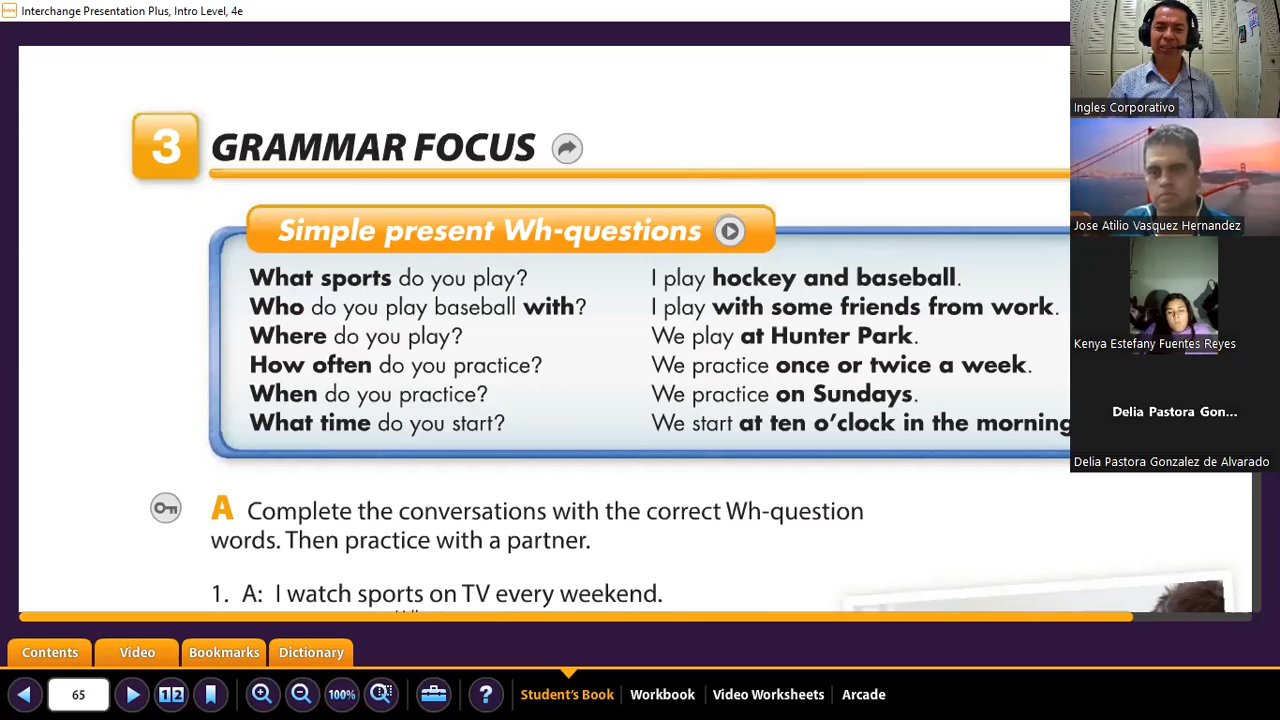 Interchange Presentation Plus, Intro Level, 4e
3 GRAMMAR FOCUS
Simple present Wh-questions
What sports do you play? I play hockey and baseball.
Who do you play baseball with? I play with some friends from work.
Where do you play? We play at Hunter Park.
How often do you practice? We practice once or twice a week.
When do you practice? We practice on Sundays.
What time do you start? We start at ten o'clock in the morning
A Complete the conversations with the correct Wh-question
words. Then practice with a partner.
1. A: I watch sports on TV every weekend.
Ingles Corporativo
Jose Atilio Vasquez Hernandez
Kenya Estefany Fuentes Reyes
Delia Pastora Gon...
Delia Pastora Gonzalez de Alvarado
Contents Video Bookmarks Dictionary
65 1 2 100% Student's Book Workbook Video Worksheets Arcade